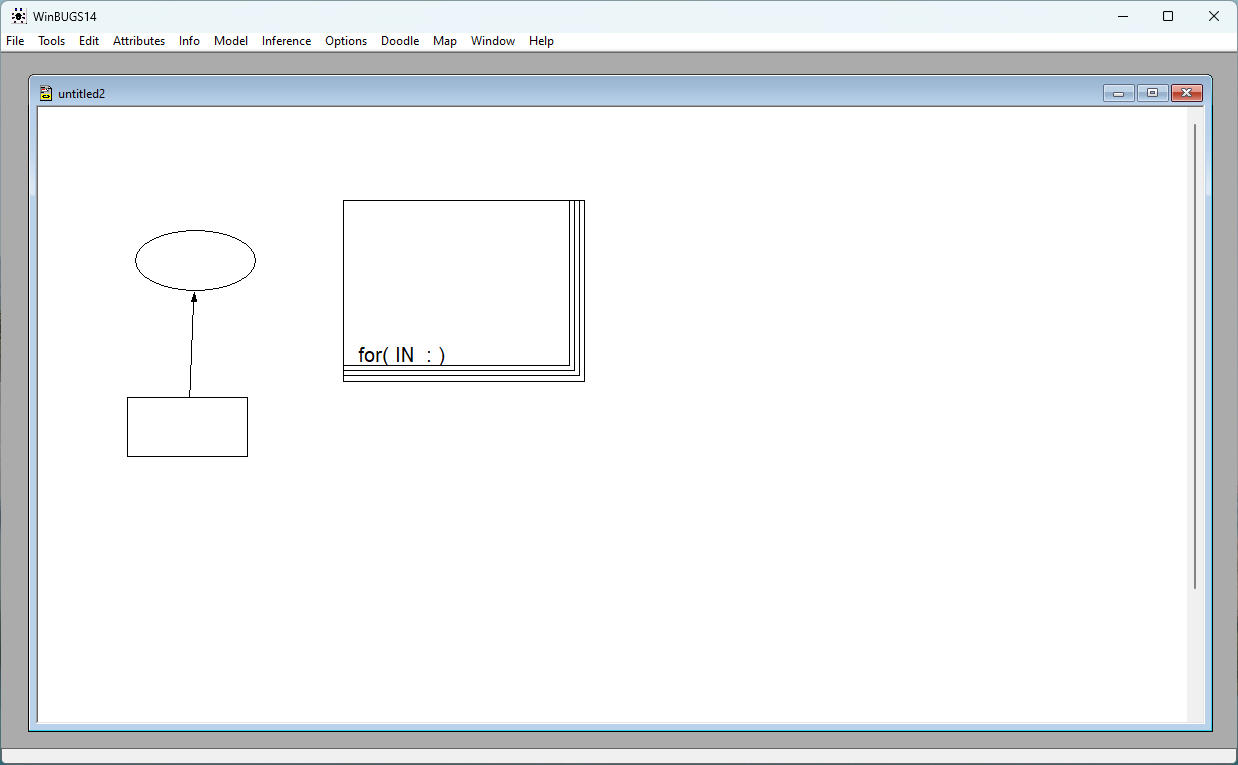 WinBUGS14
File Tools Edit Attributes Info Model Inference Options Doodle Map Window Help
untitled2
for( IN : )